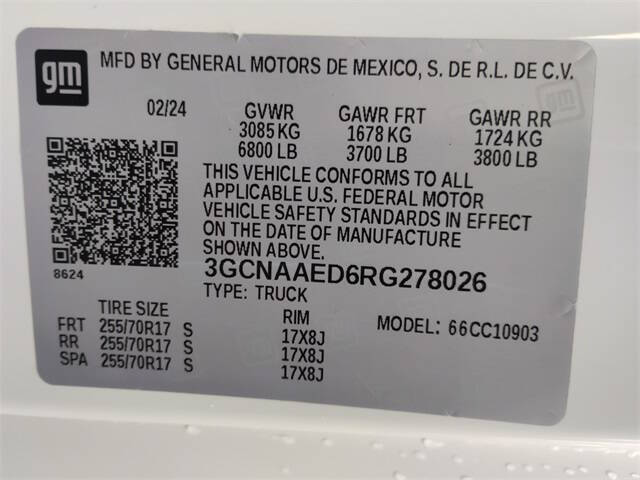 gm
MFD BY GENERAL MOTORS DE MEXICO, S. DE R.L. DE C.V.
02/24 GVWR GAWR FRT GAWR RR
3085 KG 1678 KG 1724 KG
6800 LB 3700 LB 3800 LB
THIS VEHICLE CONFORMS TO ALL
APPLICABLE U.S. FEDERAL MOTOR
VEHICLE SAFETY STANDARDS IN EFFECT
ON THE DATE OF MANUFACTURE
SHOWN ABOVE.
8624
3GCNAAED6RG278026
TYPE: TRUCK
TIRE SIZE RIM MODEL: 66CC10903
FRT 255/70R17 S 17X8J
RR 255/70R17 S 17X8J
SPA 255/70R17 S 17X8J